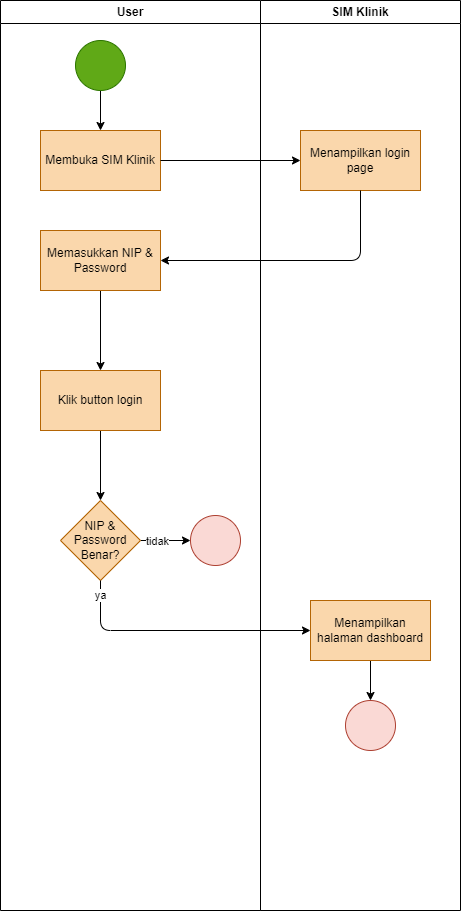 User
SIM Klinik
Membuka SIM Klinik
Menampilkan login
page
Memasukkan NIP &
Password
Klik button login
NIP &
Password
Benar?
tidak
ya
Menampilkan
halaman dashboard